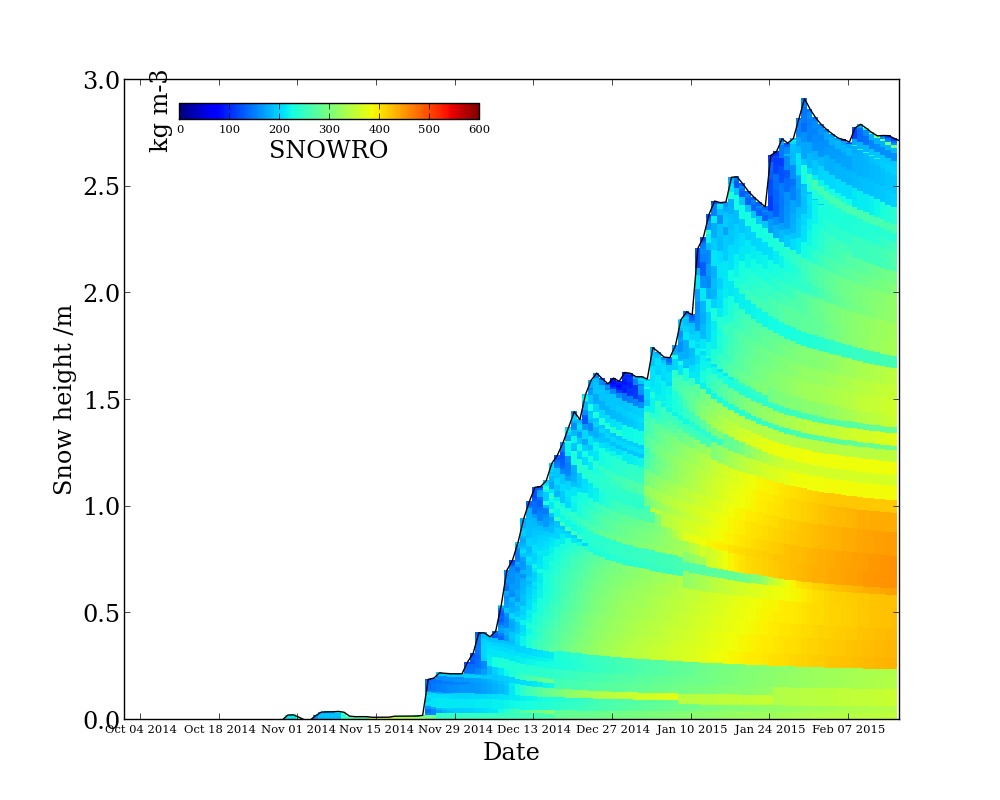 kg m-3
0 100 200 300 400 500 600
SNOWRO
3.0
2.5
2.0
1.5
1.0
0.5
0.0
Snow height /m
Oct 04 2014 Oct 18 2014 Nov 01 2014 Nov 15 2014 Nov 29 2014 Dec 13 2014 Dec 27 2014 Jan 10 2015 Jan 24 2015 Feb 07 2015
Date